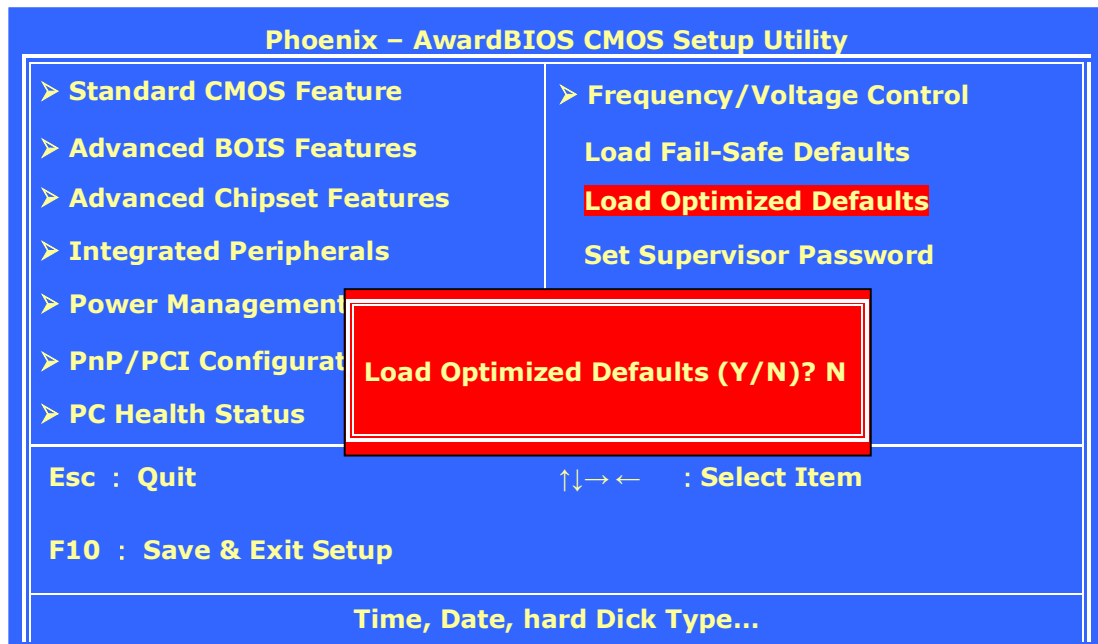 Phoenix – AwardBIOS CMOS Setup Utility
➢ Standard CMOS Feature
➢ Advanced BOIS Features
➢ Advanced Chipset Features
➢ Integrated Peripherals
➢ Power Management
➢ PnP/PCI Configurat
➢ PC Health Status
➢ Frequency/Voltage Control
Load Fail-Safe Defaults
Load Optimized Defaults
Set Supervisor Password
Load Optimized Defaults (Y/N)? N
Esc : Quit
↑↓→← : Select Item
F10 : Save & Exit Setup
Time, Date, hard Dick Type…